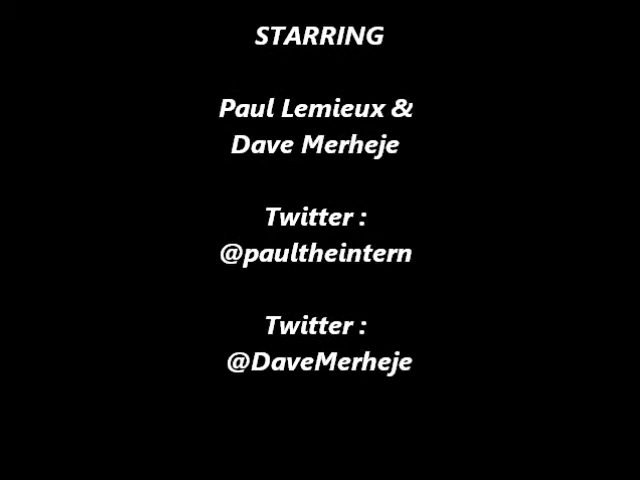 STARRING
Paul Lemieux &
Dave Merheje
Twitter :
@paultheintern
Twitter :
@DaveMerheje